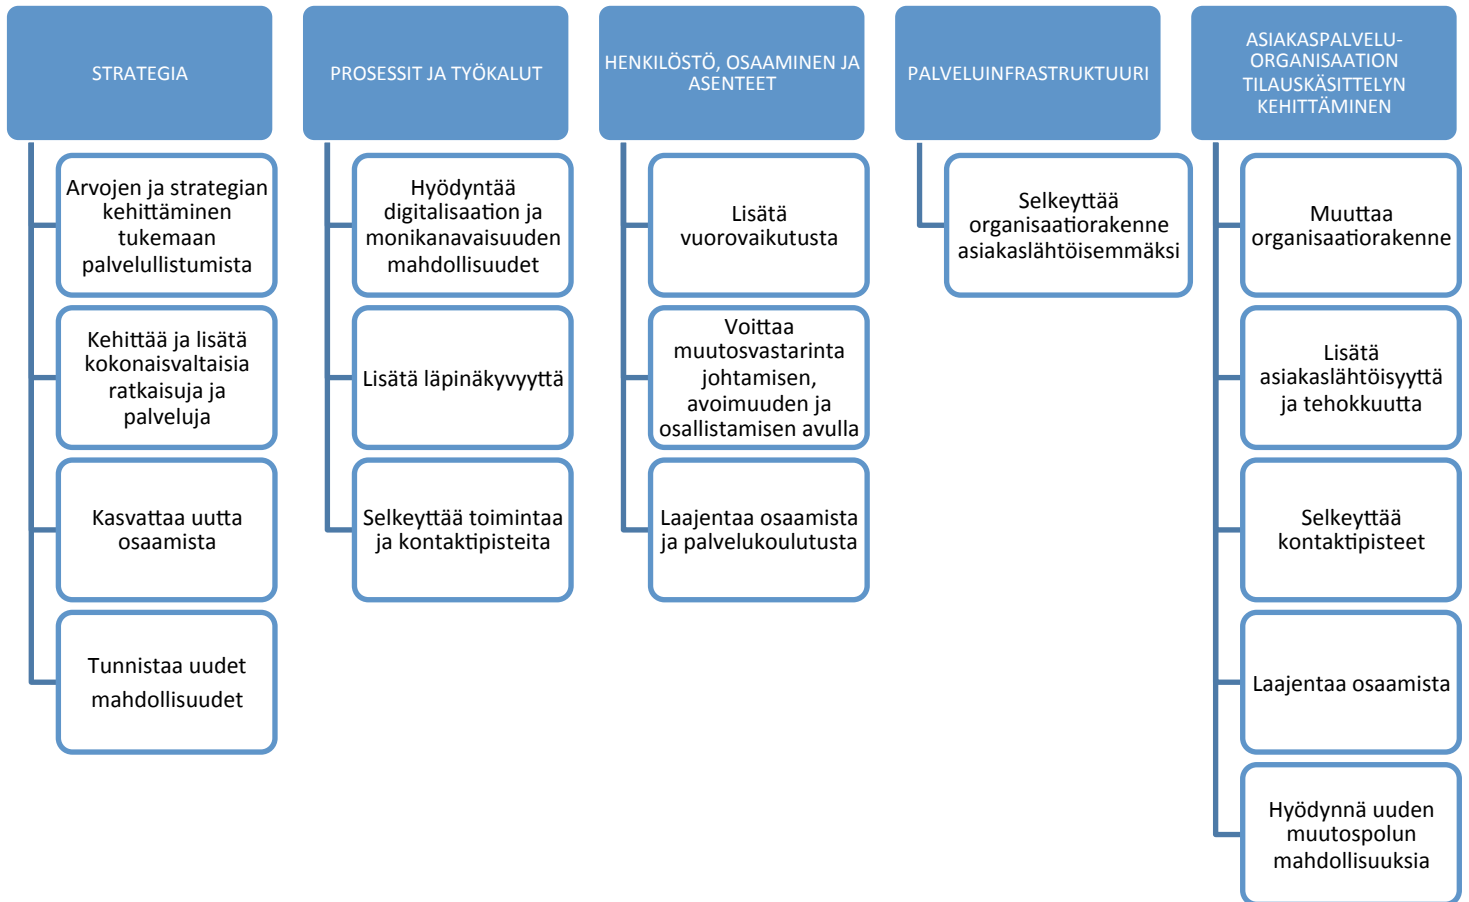 STRATEGIA
Arvojen ja strategian
kehittäminen
tukemaan
palvelullistumista
Kehittää ja lisätä
kokonaisvaltaisia
ratkaisuja ja
palveluja
Kasvattaa uutta
osaamista
Tunnistaa uudet
mahdollisuudet
PROSESSIT JA TYÖKALUT
Hyödyntää
digitalisaation ja
monikanavaisuuden
mahdollisuudet
Lisätä läpinäkyvyyttä
Selkeyttää toimintaa
ja kontaktipisteita
HENKILÖSTÖ, OSAAMINEN JA
ASENTEET
Lisätä
vuorovaikutusta
Voittaa
muutosvastarinta
johtamisen,
avoimuuden ja
osallistamisen avulla
Laajentaa osaamista
ja palvelukoulutusta
PALVELUINFRASTRUKTUURI
Selkeyttää
organisaatiorakenne
asiakaslähtöisemmäksi
ASIAKASPALVELU-
ORGANISAATION
TILAUSKÄSITTELYN
KEHITTÄMINEN
Muuttaa
organisaatiorakenne
Lisätä
asiakaslähtöisyyttä
ja tehokkuutta
Selkeyttää
kontaktipisteet
Laajentaa osaamista
Hyödynnä uuden
muutospolun
mahdollisuuksia